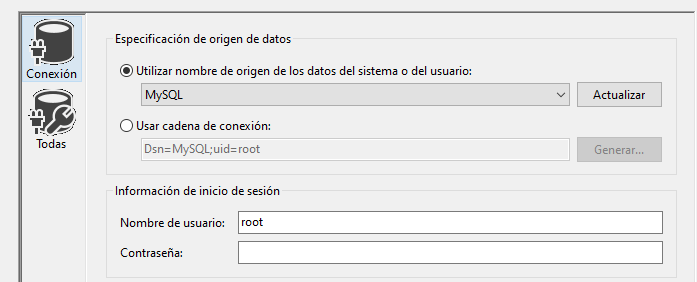 Conexión
Todas
Especificación de origen de datos
Utilizar nombre de origen de los datos del sistema o del usuario:
MySQL
Actualizar
Usar cadena de conexión:
Dsn=MySQL;uid=root
Generar...
Información de inicio de sesión
Nombre de usuario: root
Contraseña: